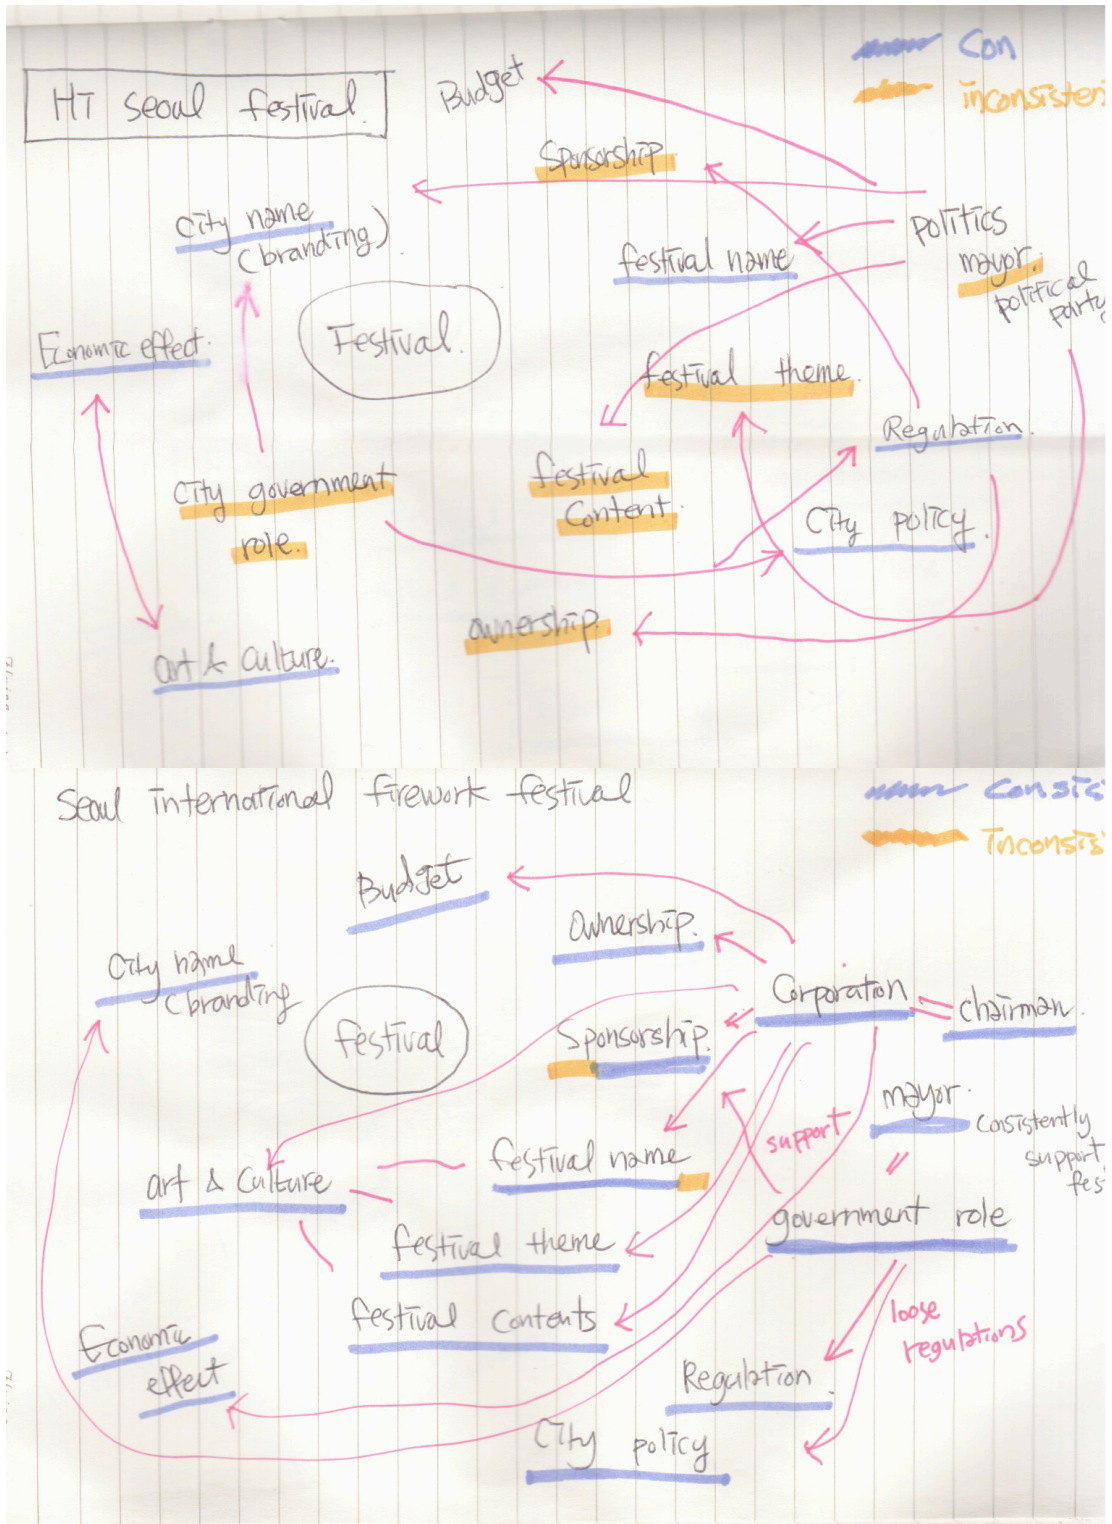 Hi seoul festival.
Con
inconsisten
Budget
Sponsorship
City name
(branding)
festival name
politics
mayor.
political
party
Festival.
Economic effect.
festival theme.
Regulation.
City government
role.
festival
Content.
City policy.
ownership.
art & culture.
Seoul international firework festival
Consis
inconsis
Budget
Ownership.
City name
(branding
Corporation
chairman.
festival
Sponsorship.
mayor.
support
Consistently
support
fes
art & culture
festival name
government role
festival theme
festival contents
loose
regulations
Economic
effect
Regulation.
City policy